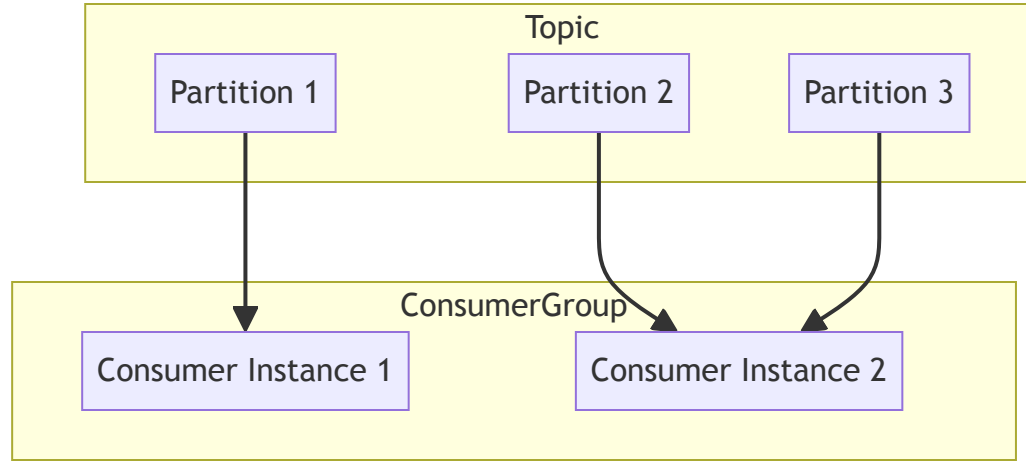 Topic
Partition 1
Partition 2
Partition 3
ConsumerGroup
Consumer Instance 1
Consumer Instance 2